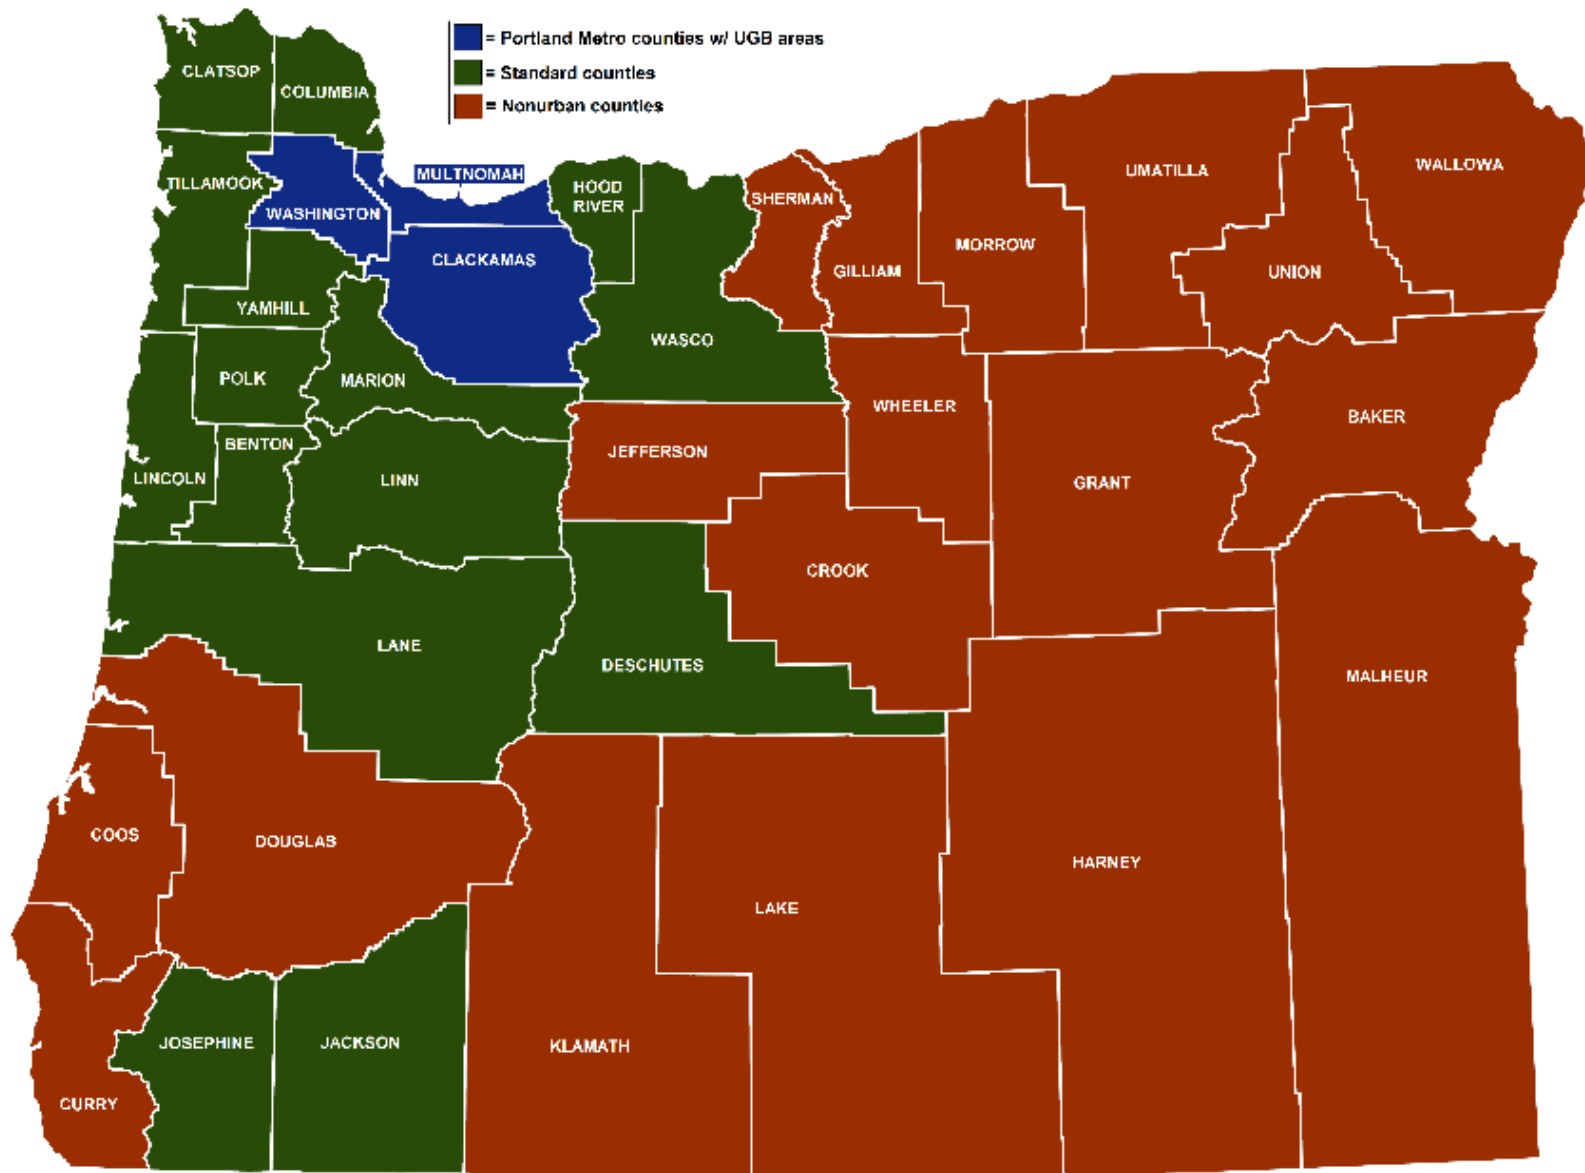 = Portland Metro counties w/ UGB areas
= Standard counties
= Nonurban counties
CLATSOP
COLUMBIA
TILLAMOOK
WASHINGTON
MULTNOMAH
HOOD
RIVER
SHERMAN
UMATILLA
WALLOWA
CLACKAMAS
GILLIAM
MORROW
UNION
YAMHILL
WASCO
POLK
MARION
WHEELER
BAKER
BENTON
JEFFERSON
LINCOLN
LINN
GRANT
CROOK
LANE
DESCHUTES
MALHEUR
COOS
DOUGLAS
HARNEY
LAKE
JOSEPHINE
JACKSON
KLAMATH
CURRY